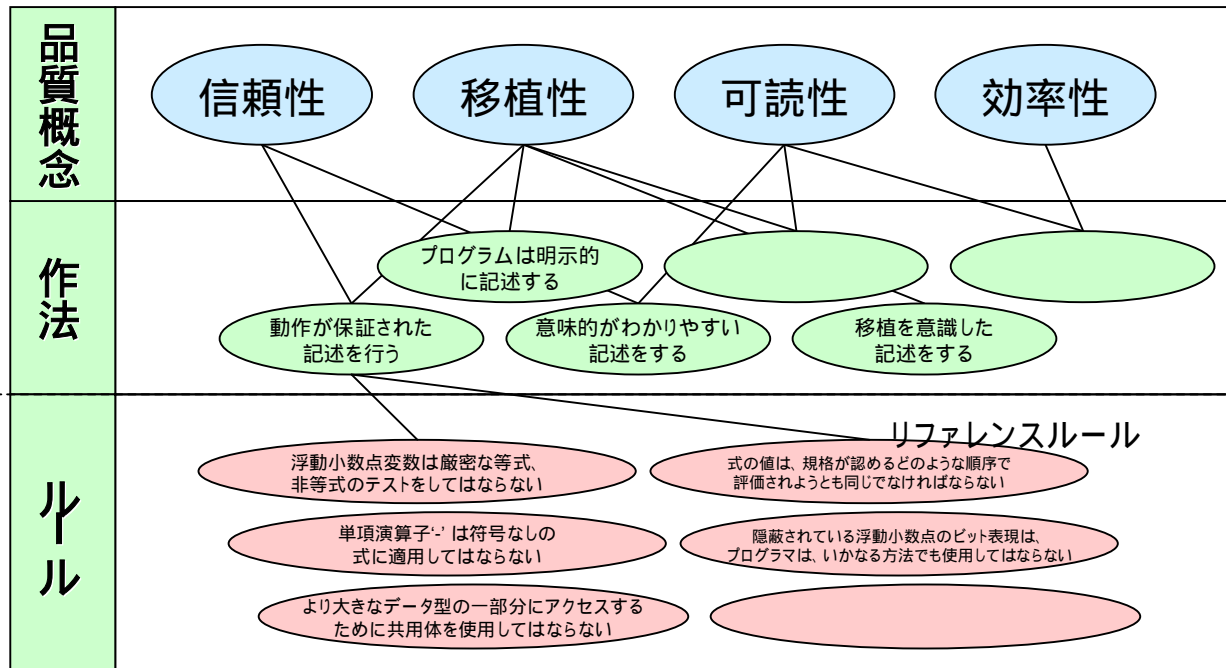 品質概念
信頼性
移植性
可読性
効率性
作法
プログラムは明示的
に記述する
動作が保証された
記述を行う
意味的がわかりやすい
記述をする
移植を意識した
記述をする
ルール
リファレンスルール
浮動小数点変数は厳密な等式、
非等式のテストをしてはならない
式の値は、規格が認めるどのような順序で
評価されようとも同じでなければならない
単項演算子‘-’ は符号なしの
式に適用してはならない
隠蔽されている浮動小数点のビット表現は、
プログラマは、いかなる方法でも使用してはならない
より大きなデータ型の一部分にアクセスする
ために共用体を使用してはならない